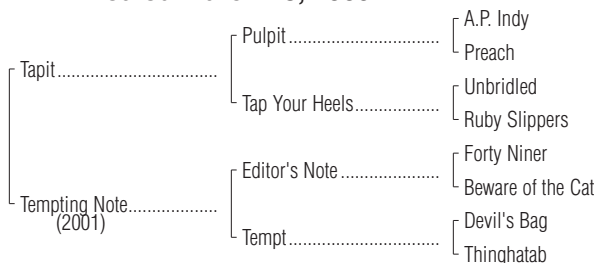 Pulpit
A.P. Indy
Preach
Tapit
Tap Your Heels
Unbridled
Ruby Slippers
Editor's Note
Forty Niner
Beware of the Cat
Tempting Note
(2001)
Tempt
Devil's Bag
Thinghatab